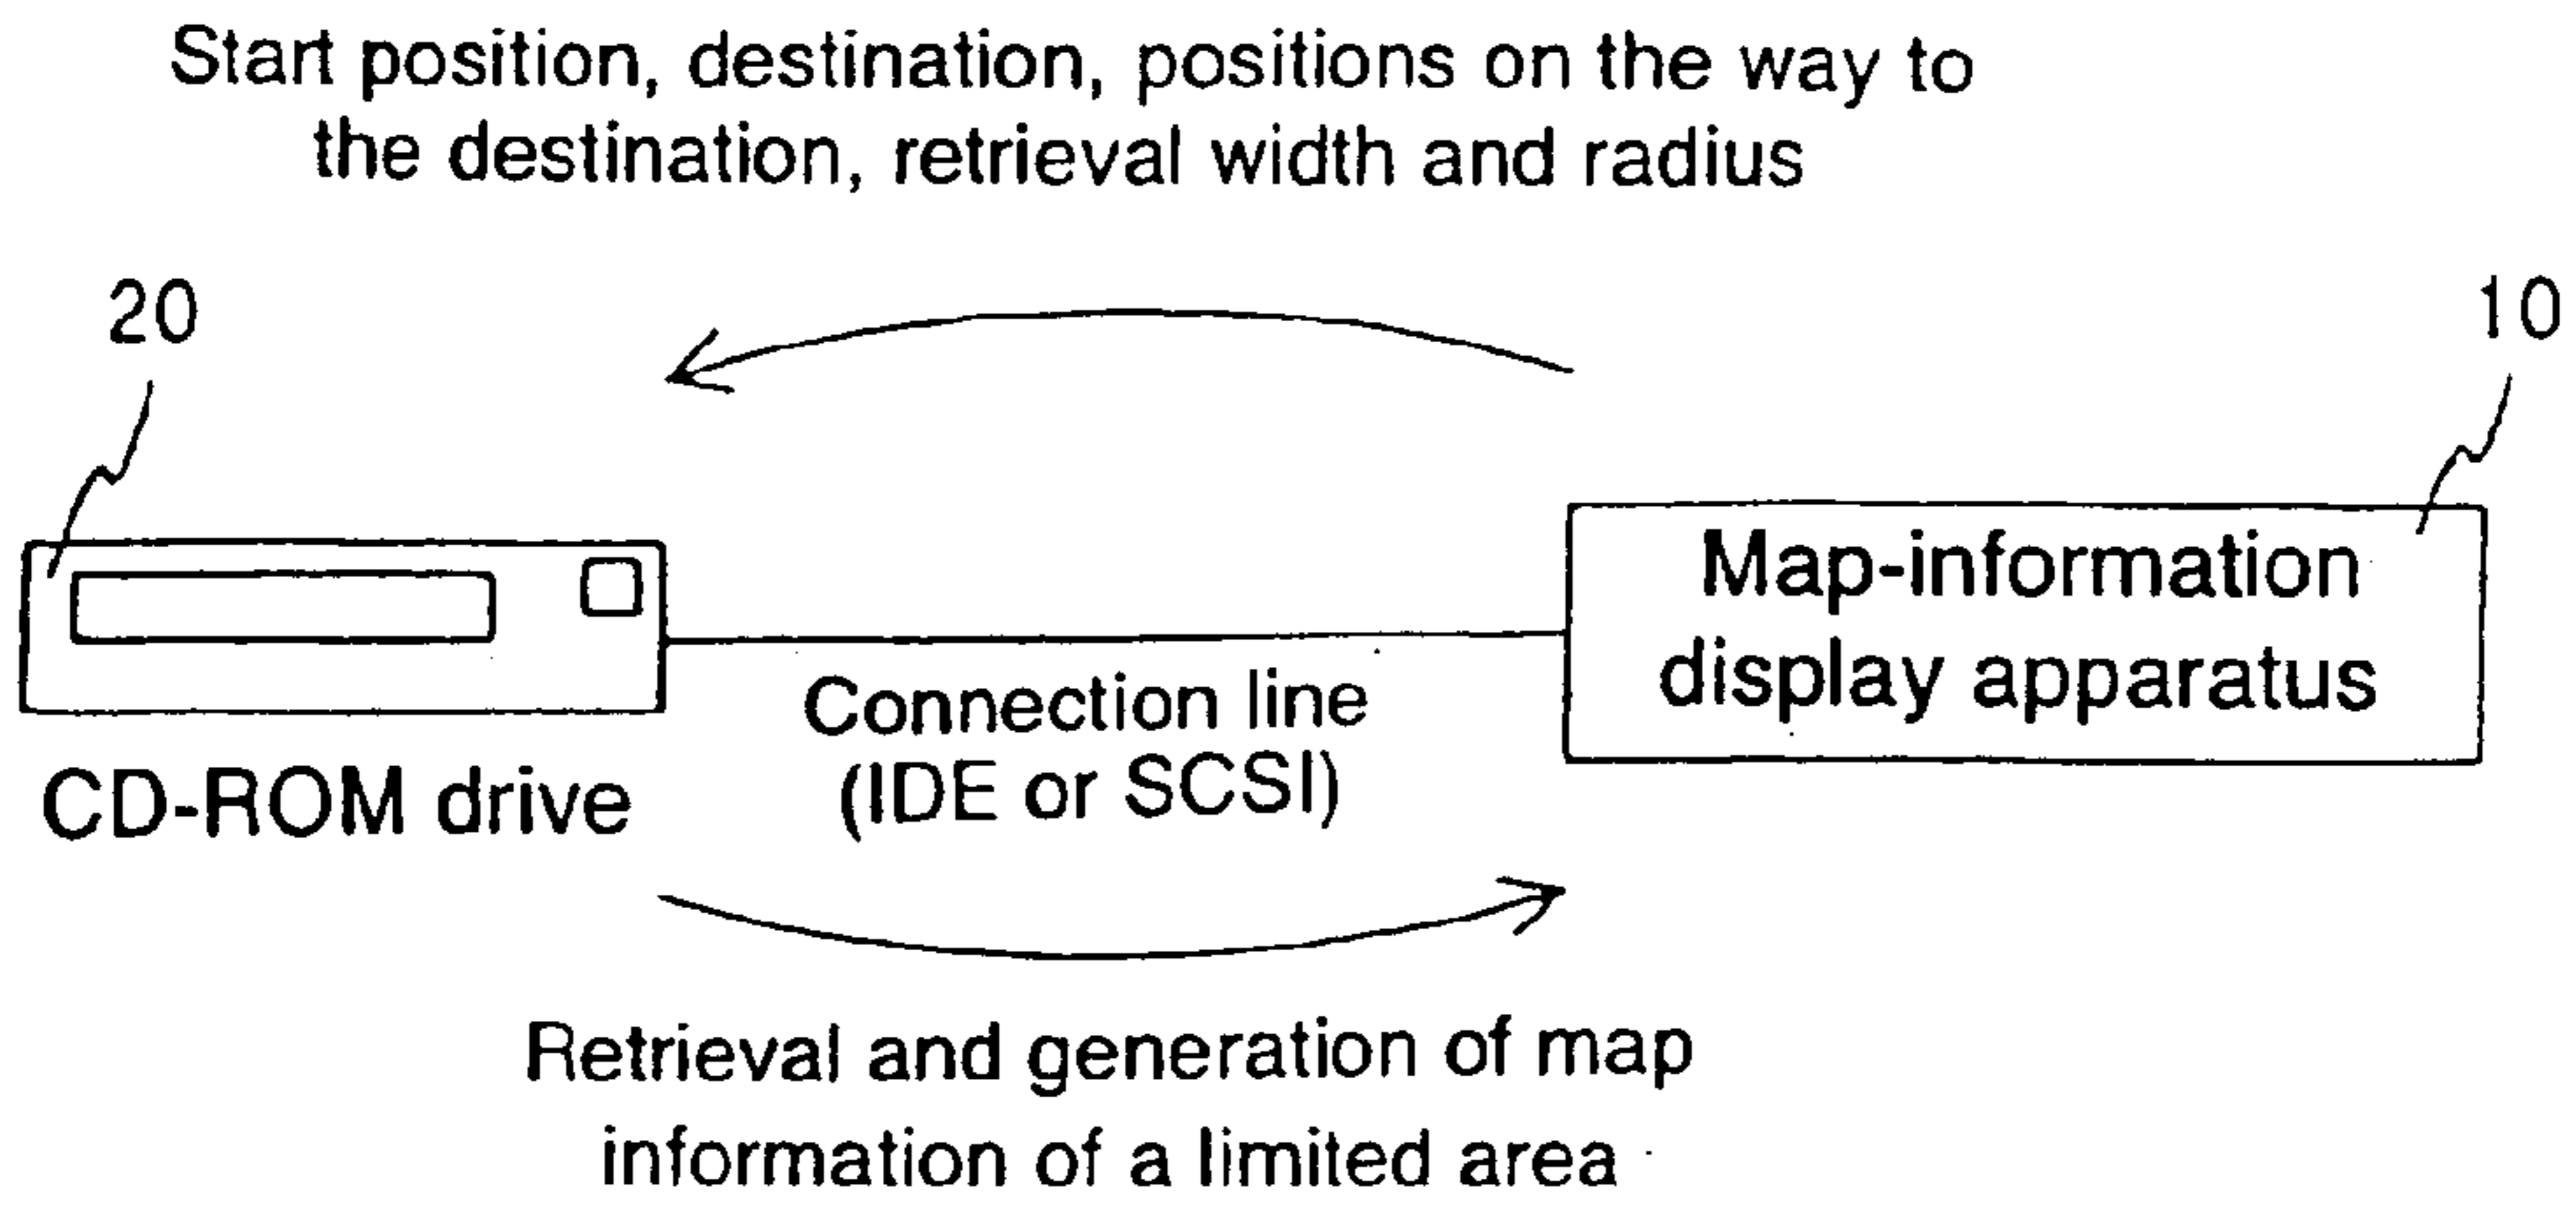 Start position, destination, positions on the way to
the destination, retrieval width and radius
20
10
Map-information
display apparatus
Connection line
(IDE or SCSI)
CD-ROM drive
Retrieval and generation of map
information of a limited area